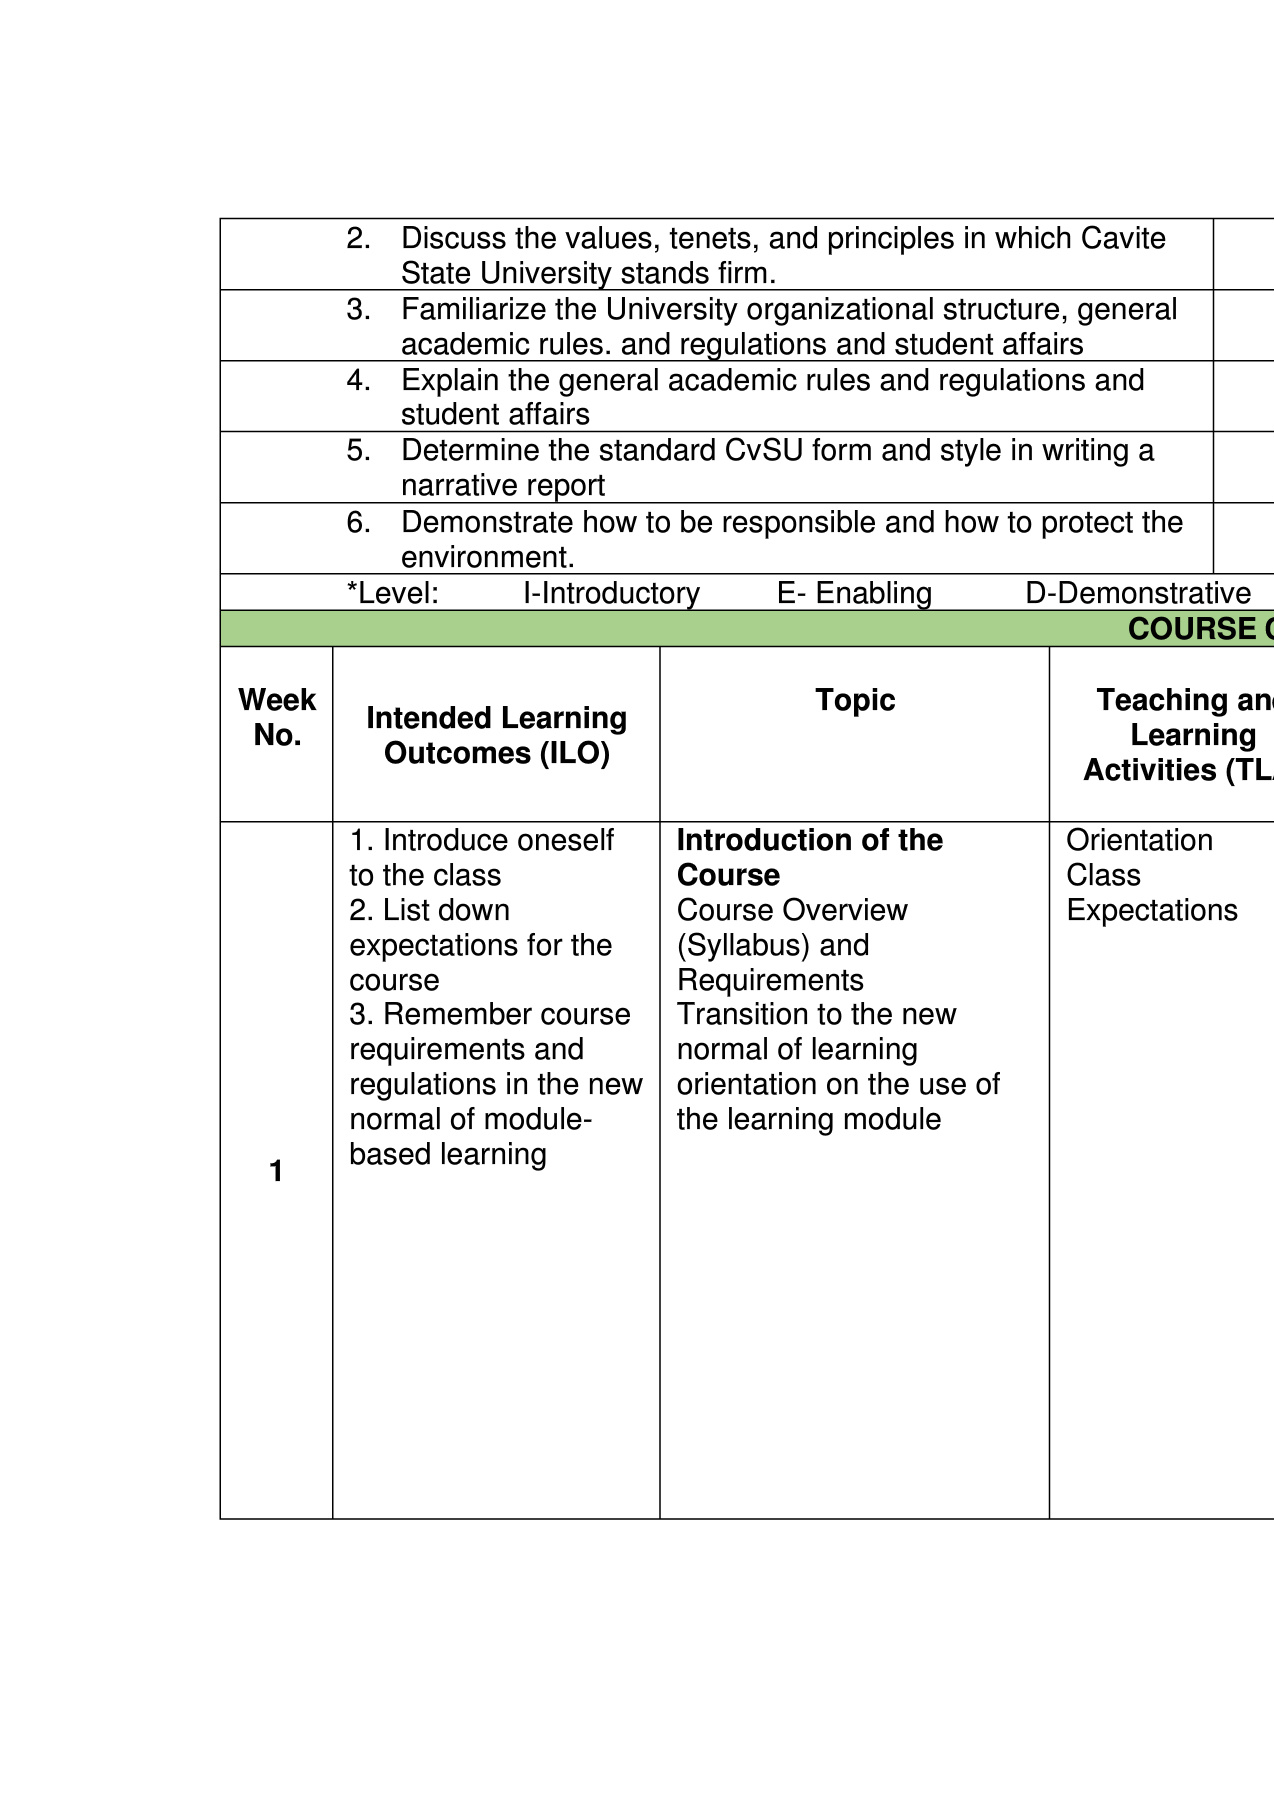 2. Discuss the values, tenets, and principles in which Cavite
State University stands firm.
3. Familiarize the University organizational structure, general
academic rules. and regulations and student affairs
4. Explain the general academic rules and regulations and
student affairs
5. Determine the standard CvSU form and style in writing a
narrative report
6. Demonstrate how to be responsible and how to protect the
environment.
*Level: I-Introductory E- Enabling D-Demonstrative
COURSE
Week
No.
Intended Learning
Outcomes (ILO)
Topic
Teaching
Learning
Activities
1
1. Introduce oneself
to the class
2. List down
expectations for the
course
3. Remember course
requirements and
regulations in the new
normal of module-
based learning
Introduction of the
Course
Course Overview
(Syllabus) and
Requirements
Transition to the new
normal of learning
orientation on the use of
the learning module
Orientation
Class
Expectations